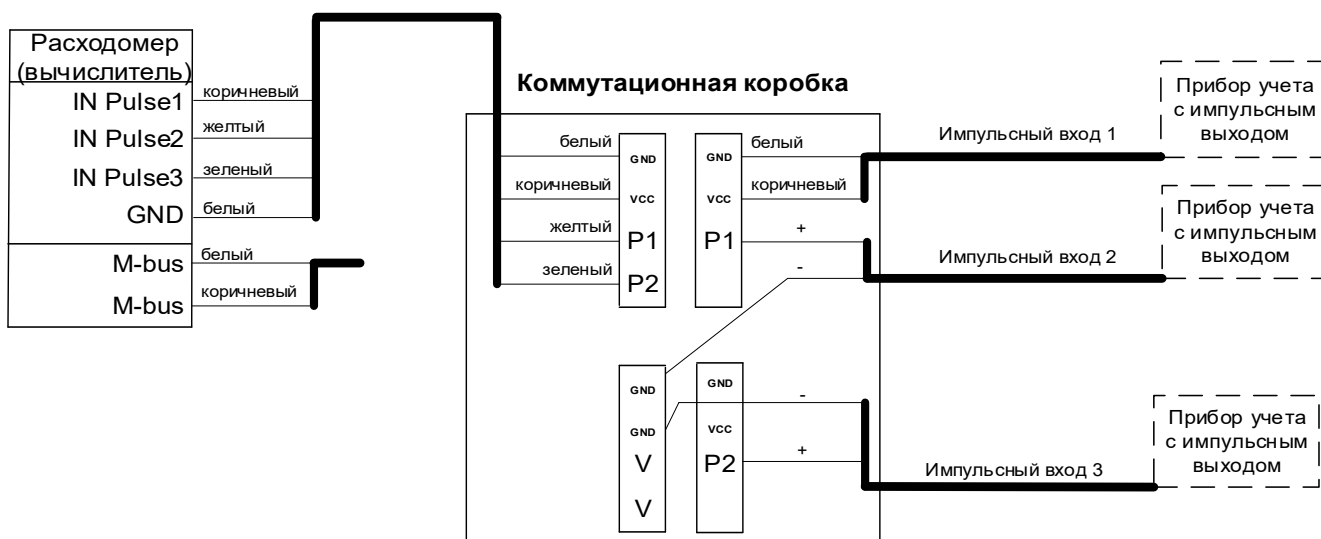 Расходомер
(вычислитель)
IN Pulse1
коричневый
IN Pulse2
желтый
IN Pulse3
зеленый
GND
белый
M-bus
белый
M-bus
коричневый
Коммутационная коробка
белый
GND
коричневый
VCC
желтый
P1
зеленый
P2
GND
белый
VCC
коричневый
P1
+
-
GND
GND
V
V
GND
-
VCC
P2
+
Импульсный вход 1
Прибор учета
с импульсным
выходом
Импульсный вход 2
Прибор учета
с импульсным
выходом
Импульсный вход 3
Прибор учета
с импульсным
выходом